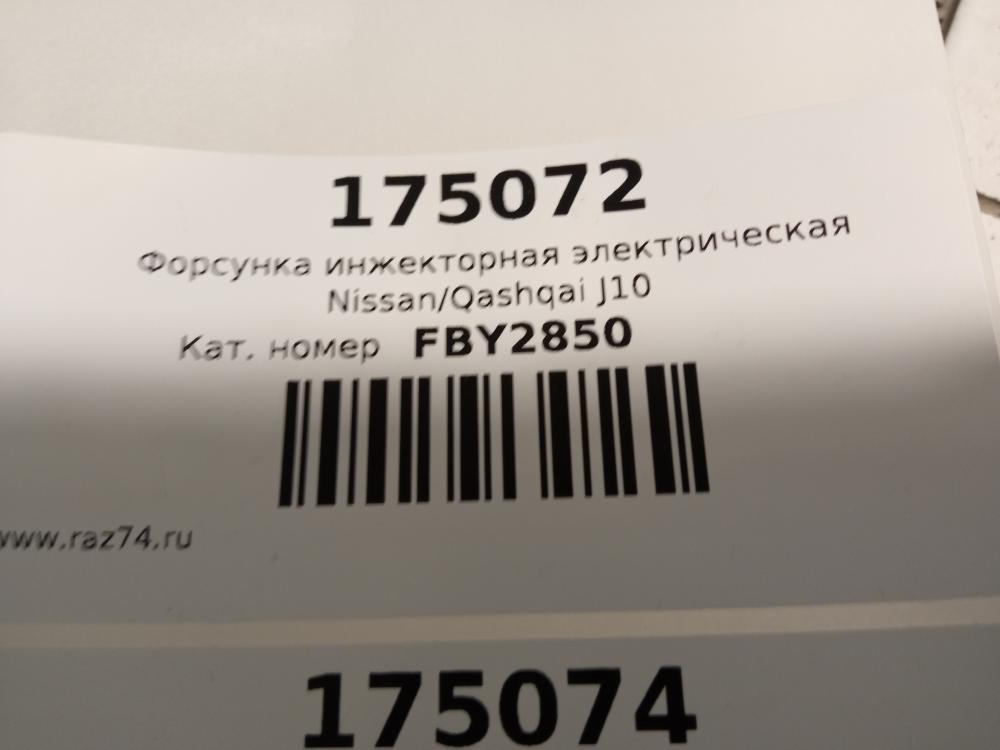 175072
Форсунка инжекторная электрическая
Nissan/Qashqai J10
Кат. номер FBY2850
www.raz74.ru
175074